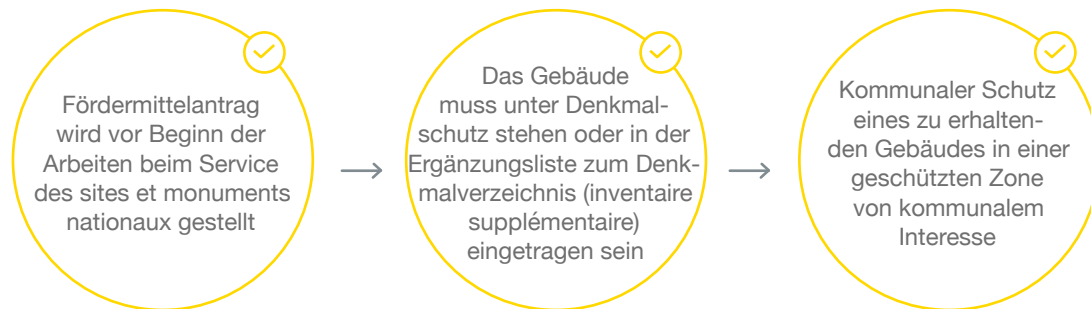 Fördermittelantrag
wird vor Beginn der
Arbeiten beim Service
des sites et monuments
nationaux gestellt
Das Gebäude
muss unter Denkmal-
schutz stehen oder in der
Ergänzungsliste zum Denk-
malverzeichnis (inventaire
supplémentaire)
eingetragen sein
Kommunaler Schutz
eines zu erhalten-
den Gebäudes in einer
geschützten Zone
von kommunalem
Interesse